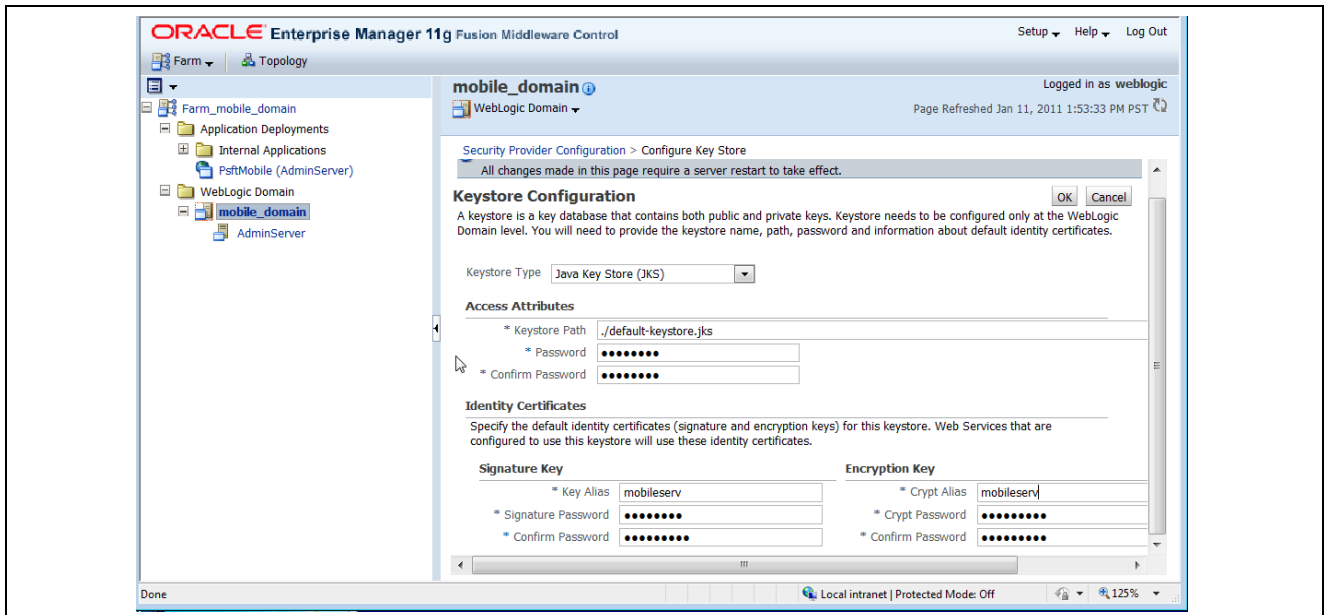 ORACLE Enterprise Manager 11g Fusion Middleware Control
Setup Help Log Out
Farm Topology
mobile_domain
Logged in as weblogic
WebLogic Domain
Page Refreshed Jan 11, 2011 1:53:33 PM PST
Farm_mobile_domain
Application Deployments
Internal Applications
PsftMobile (AdminServer)
WebLogic Domain
mobile_domain
AdminServer
Security Provider Configuration > Configure Key Store
All changes made in this page require a server restart to take effect.
Keystore Configuration
OK Cancel
A keystore is a key database that contains both public and private keys. Keystore needs to be configured only at the WebLogic
Domain level. You will need to provide the keystore name, path, password and information about default identity certificates.
Keystore Type Java Key Store (JKS)
Access Attributes
* Keystore Path ./default-keystore.jks
* Password ●●●●●●●●
* Confirm Password ●●●●●●●●
Identity Certificates
Specify the default identity certificates (signature and encryption keys) for this keystore. Web Services that are
configured to use this keystore will use these identity certificates.
Signature Key
Encryption Key
* Key Alias mobileserv
* Crypt Alias mobileserv
* Signature Password ●●●●●●●●
* Crypt Password ●●●●●●●●●
* Confirm Password ●●●●●●●●●
* Confirm Password ●●●●●●●●●
Done
Local intranet | Protected Mode: Off
125%